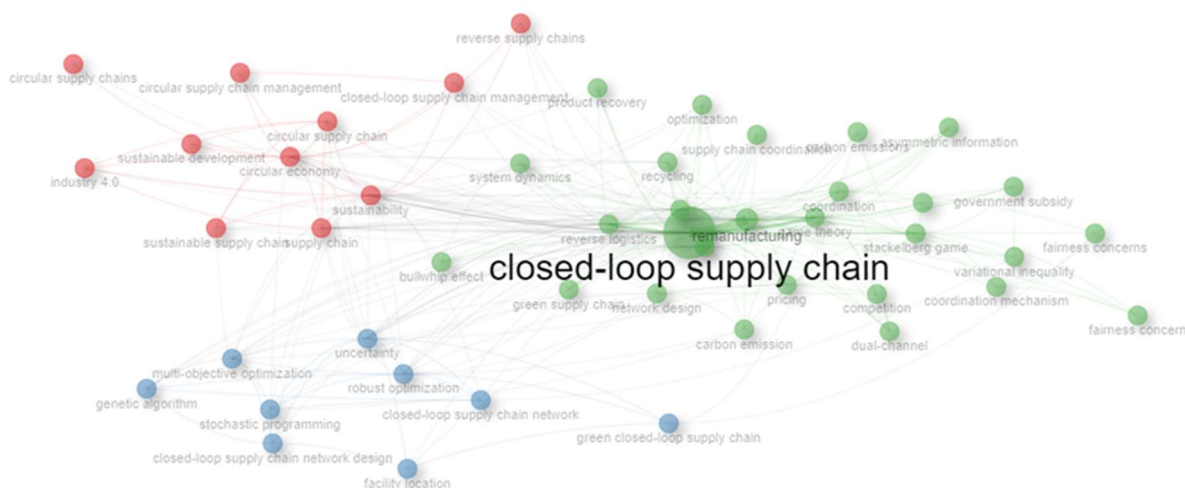 reverse supply chains
circular supply chains
circular supply chain management
closed-loop supply chain management
product recovery
optimization
circular supply chain
supply chain coordination
carbon emissions
asymmetric information
sustainable development
circular economy
industry 4.0
system dynamics
recycling
sustainability
coordination
government subsidy
sustainable supply chain
supply chain
reverse logistics
remanufacturing
game theory
stackelberg game
fairness concerns
closed-loop supply chain
bullwhip effect
variational inequality
green supply chain
network design
pricing
competition
coordination mechanism
fairness concern
carbon emission
dual-channel
uncertainty
multi-objective optimization
robust optimization
genetic algorithm
closed-loop supply chain network
stochastic programming
green closed-loop supply chain
closed-loop supply chain network design
facility location